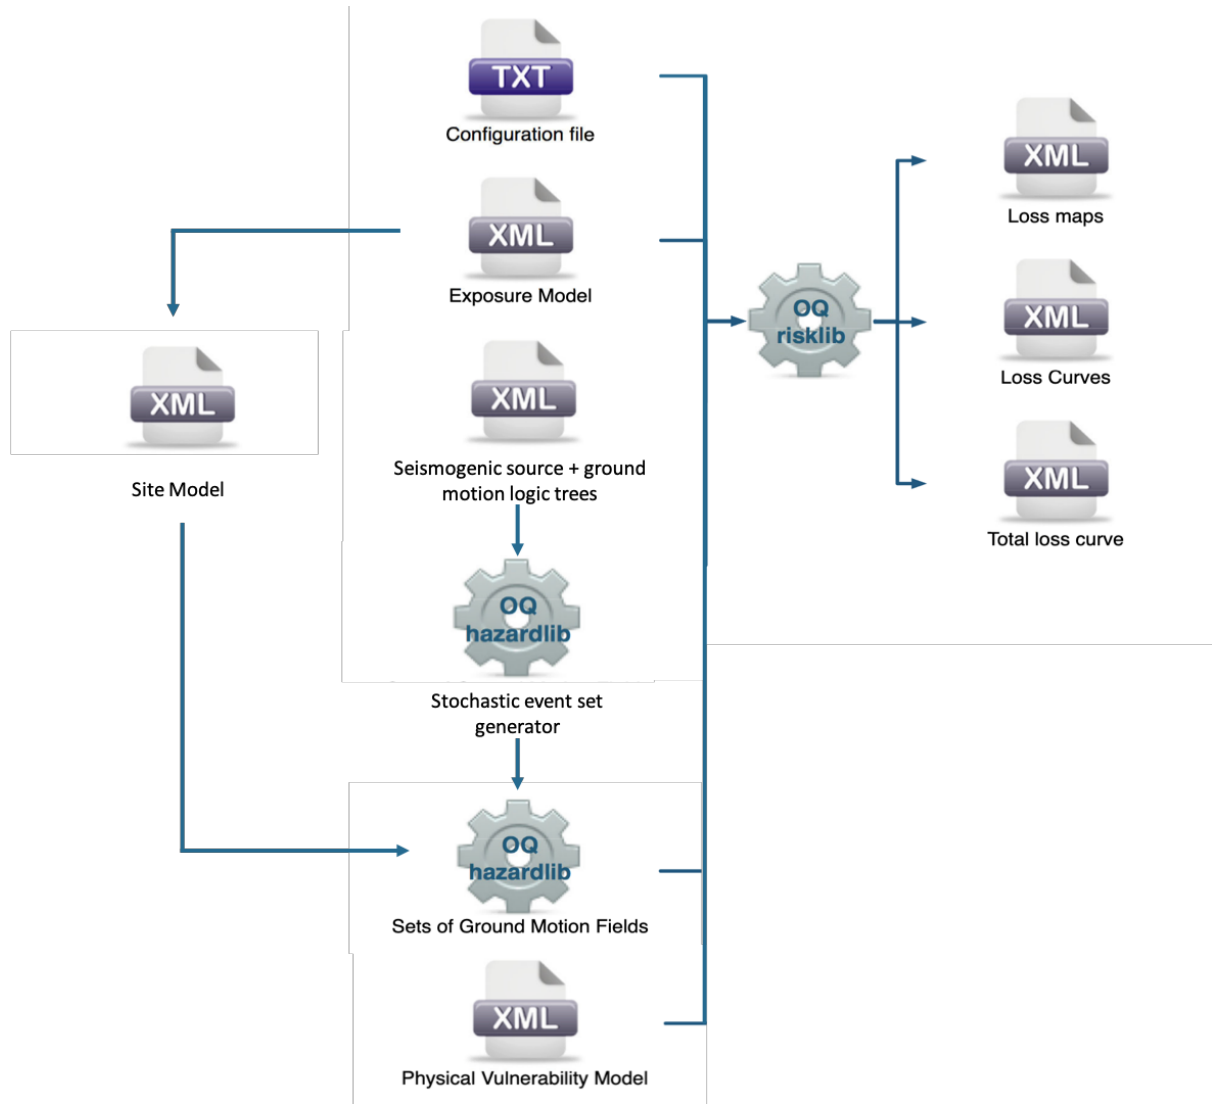 TXT
Configuration file
XML
Exposure Model
XML
Site Model
XML
Seismogenic source + ground
motion logic trees
OQ
hazardlib
Stochastic event set
generator
OQ
hazardlib
Sets of Ground Motion Fields
XML
Physical Vulnerability Model
OQ
risklib
XML
Loss maps
XML
Loss Curves
XML
Total loss curve